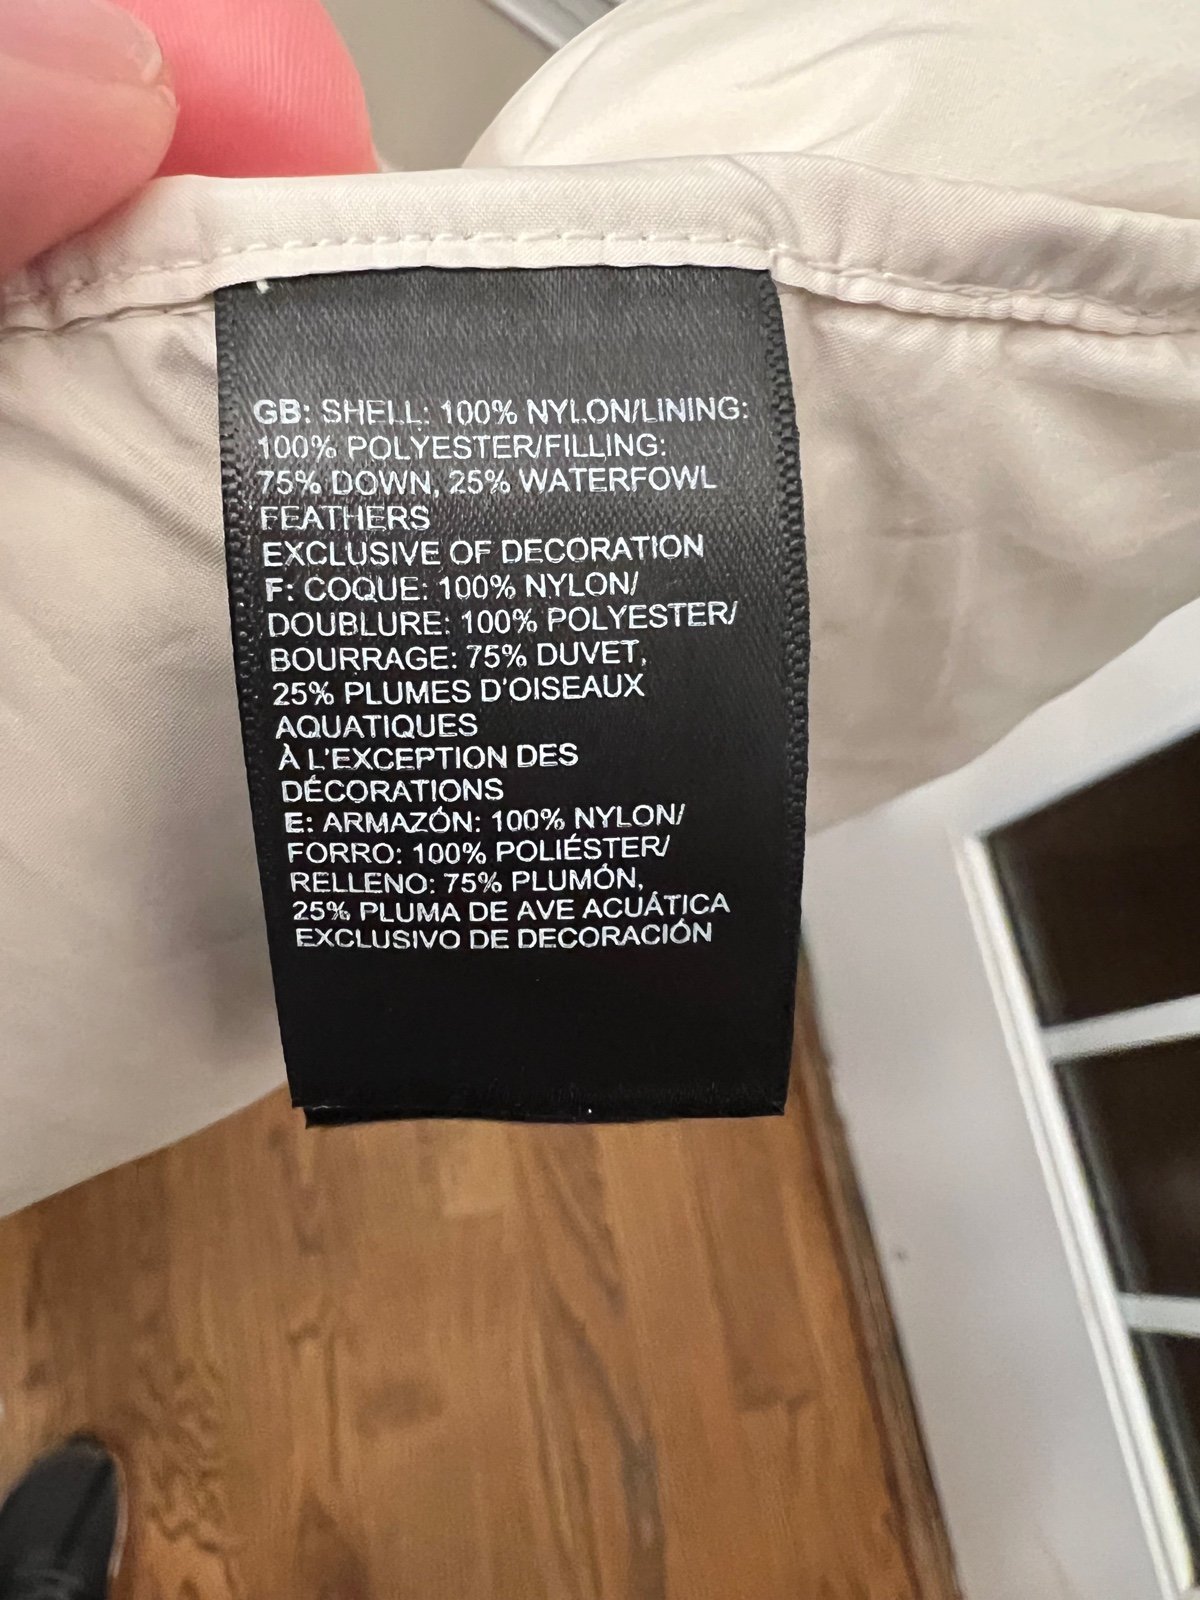 GB: SHELL: 100% NYLON/LINING:
100% POLYESTER/FILLING:
75% DOWN, 25% WATERFOWL
FEATHERS
EXCLUSIVE OF DECORATION
F: COQUE: 100% NYLON/
DOUBLURE: 100% POLYESTER/
BOURRAGE: 75% DUVET,
25% PLUMES D'OISEAUX
AQUATIQUES
À L'EXCEPTION DES
DÉCORATIONS
E: ARMAZÓN: 100% NYLON/
FORRO: 100% POLIÉSTER/
RELLENO: 75% PLUMÓN,
25% PLUMA DE AVE ACUÁTICA
EXCLUSIVO DE DECORACIÓN